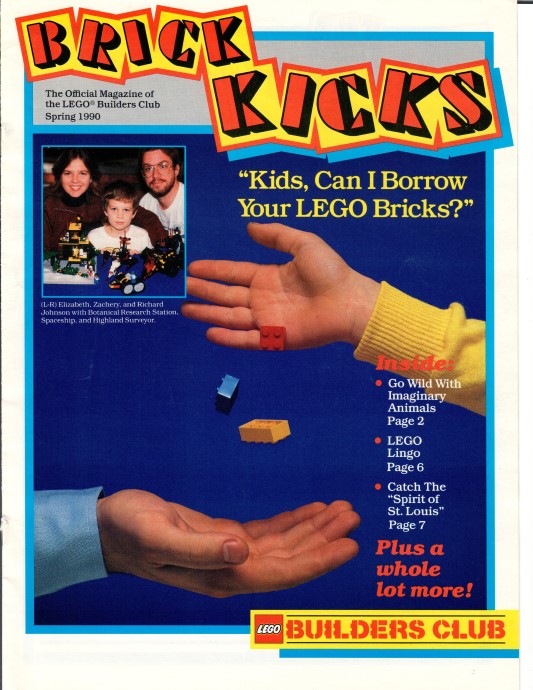 BRICK
KICKS
The Official Magazine of
the LEGO® Builders Club
Spring 1990
“Kids, Can I Borrow
Your LEGO Bricks?”
(L-R) Elizabeth, Zachery, and Richard
Johnson with Botanical Research Station,
Spaceship, and Highland Surveyor.
Inside:
• Go Wild With
Imaginary
Animals
Page 2
• LEGO
Lingo
Page 6
• Catch The
“Spirit of
St. Louis”
Page 7
Plus a
whole
lot more!
LEGO BUILDERS CLUB